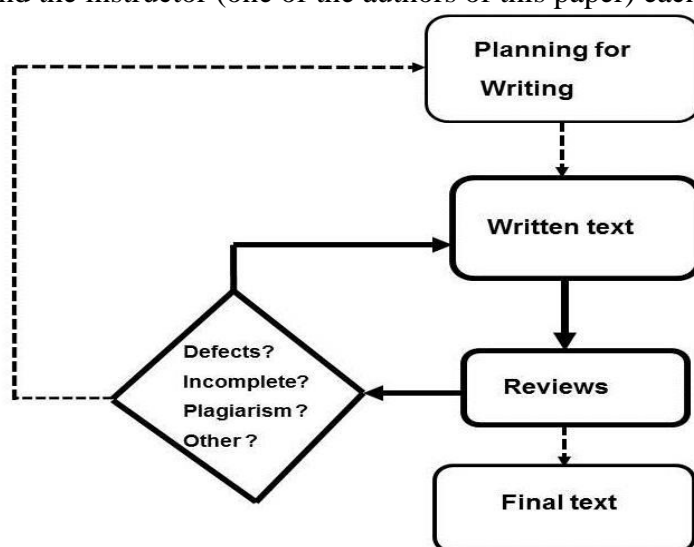 nd the instructor (one of the authors of this paper) each
Planning for
Writing
Written text
Defects?
Incomplete?
Plagiarism ?
Other ?
Reviews
Final text